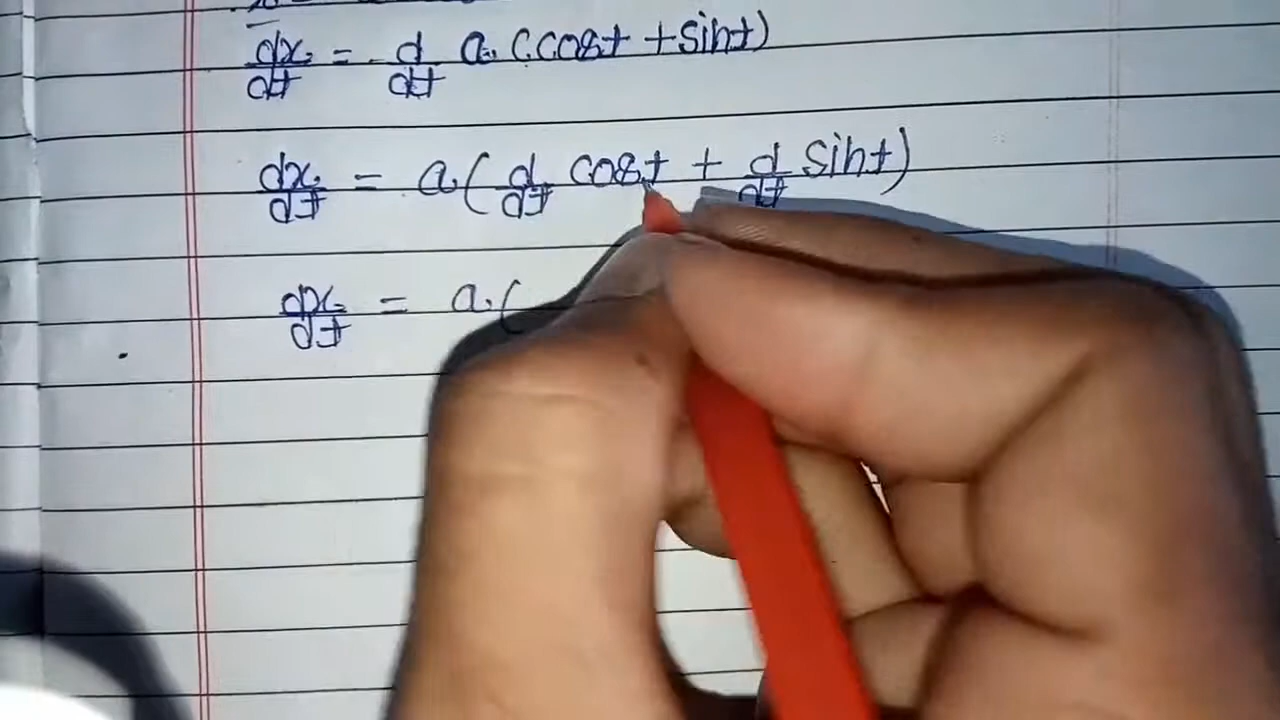 dx/dt = d/dt a (cost + sint)
dx/dt = a ( d/dt cost + d/dt sint)
dx/dt = a (